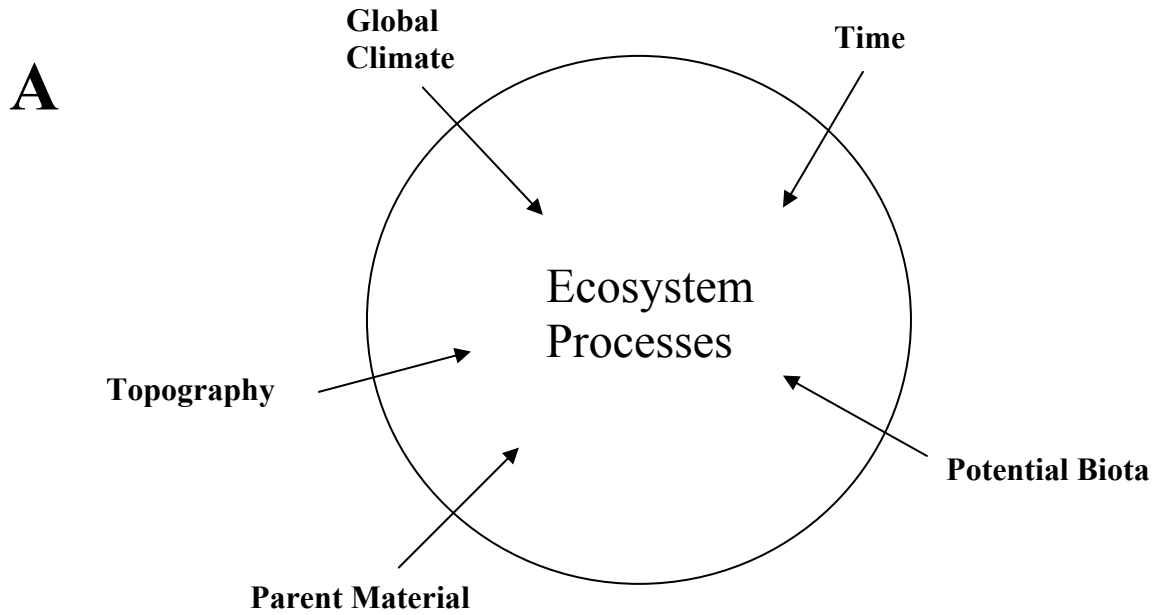 A
Global
Climate
Time
Ecosystem
Processes
Topography
Potential Biota
Parent Material